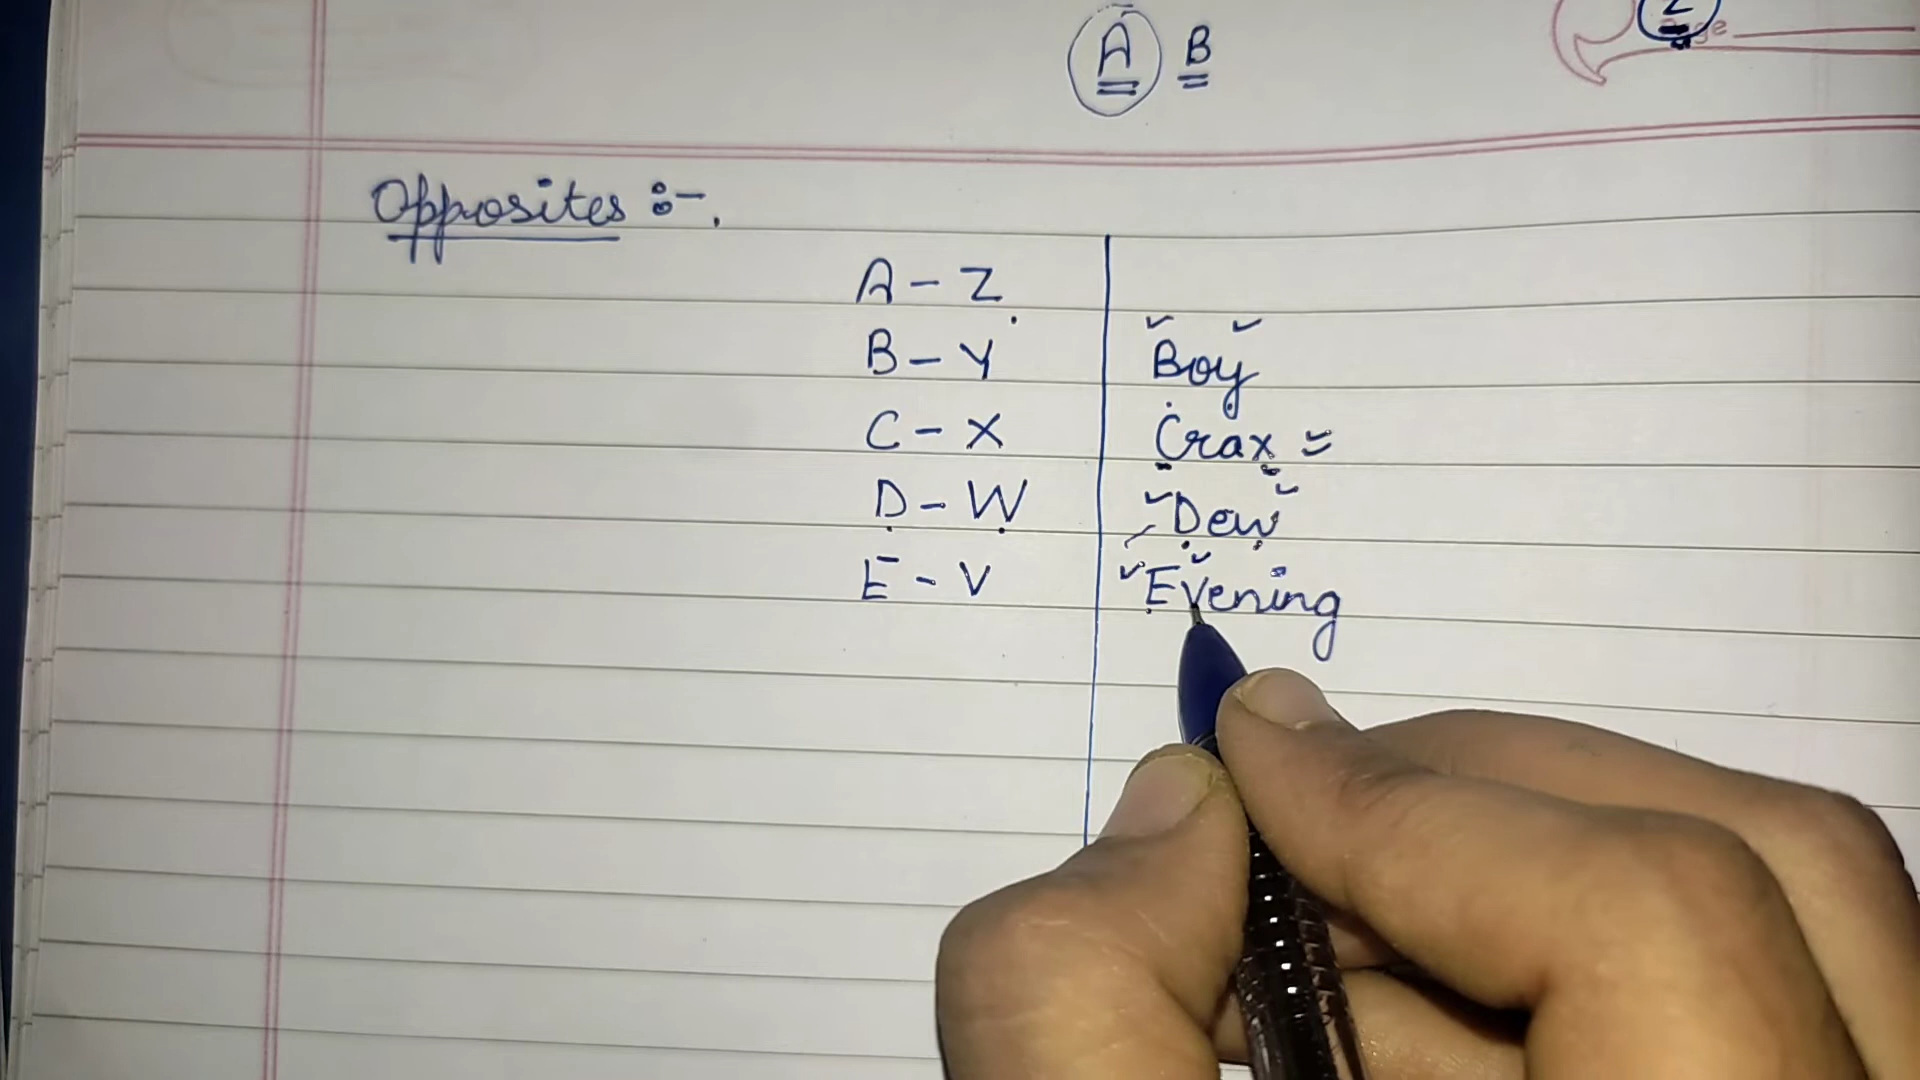 A B
Opposites :-
A - Z
B - Y Boy
C - X Crax =
D - W Dew
E - V Evening